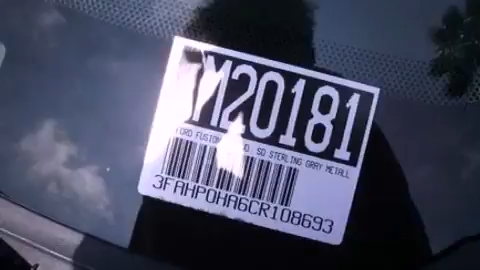 M20181
FORD FUSION SD STERLING GRAY METALL
3FAHP0HA6CR108693